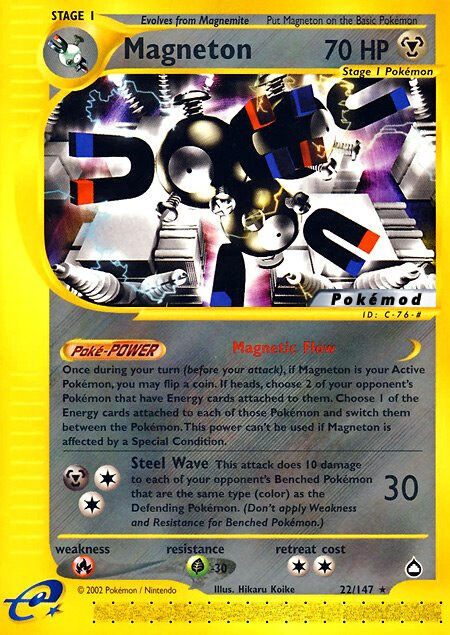 STAGE 1
Evolves from Magnemite Put Magneton on the Basic Pokémon
Magneton 70 HP
Stage 1 Pokémon
Pokémod
ID: C-76-#
Poké-POWER Magnetic Flow
Once during your turn (before your attack), if Magneton is your Active
Pokémon, you may flip a coin. If heads, choose 2 of your opponent's
Pokémon that have Energy cards attached to them. Choose 1 of the
Energy cards attached to each of those Pokémon and switch them
between the Pokémon. This power can't be used if Magneton is
affected by a Special Condition.
Steel Wave This attack does 10 damage
to each of your opponent's Benched Pokémon
that are the same type (color) as the
Defending Pokémon. (Don't apply Weakness
and Resistance for Benched Pokémon.)
30
weakness resistance retreat cost
-30
© 2002 Pokémon / Nintendo Illus. Hikaru Koike 22/147 ★
e